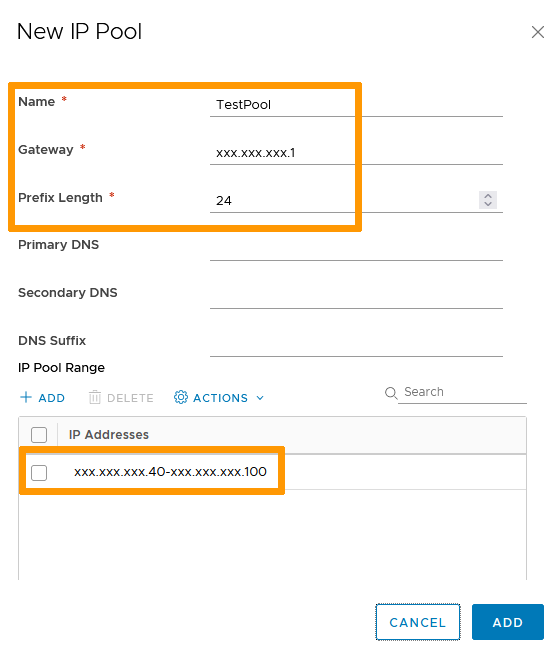 New IP Pool
Name *
TestPool
Gateway *
xxx.xxx.xxx.1
Prefix Length *
24
Primary DNS
Secondary DNS
DNS Suffix
IP Pool Range
ADD DELETE ACTIONS Search
IP Addresses
xxx.xxx.xxx.40-xxx.xxx.xxx.100
CANCEL ADD